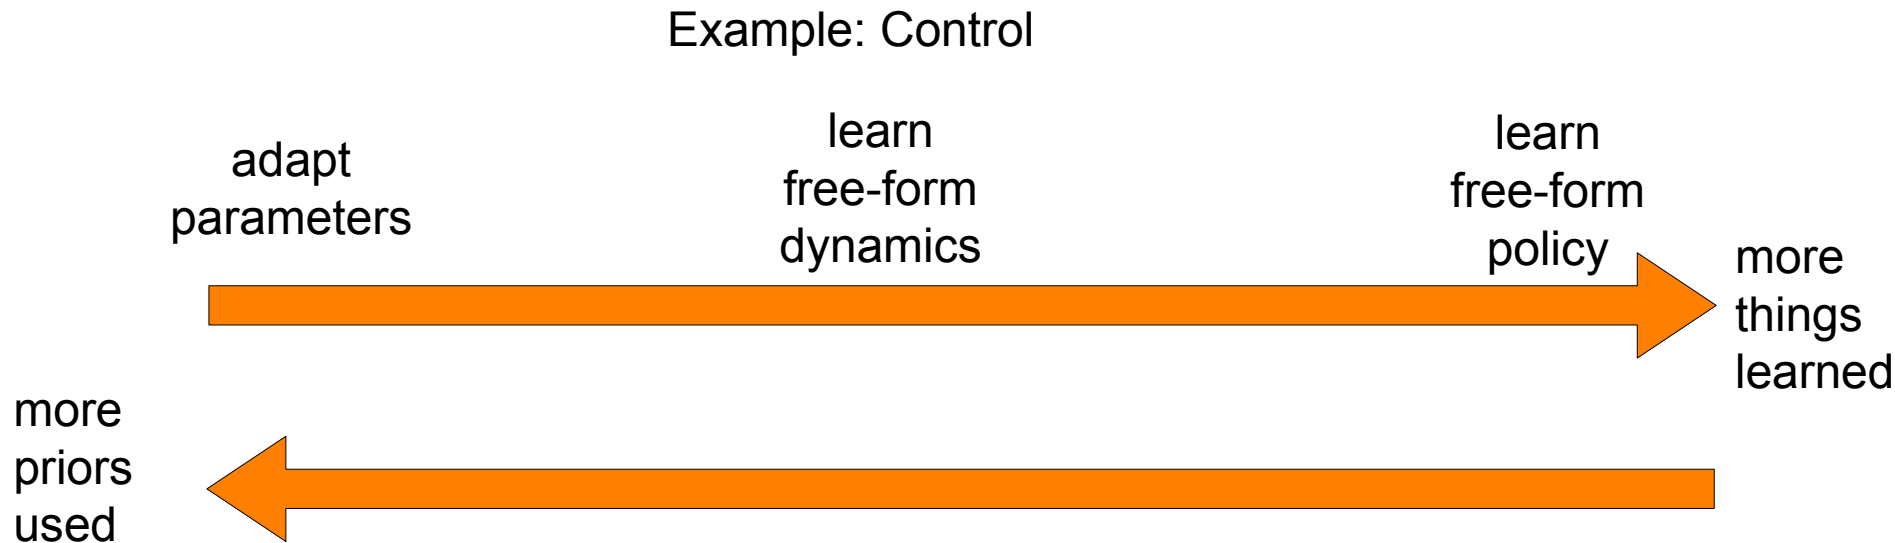 Example: Control
adapt
parameters
learn
free-form
dynamics
learn
free-form
policy
more
things
learned
more
priors
used